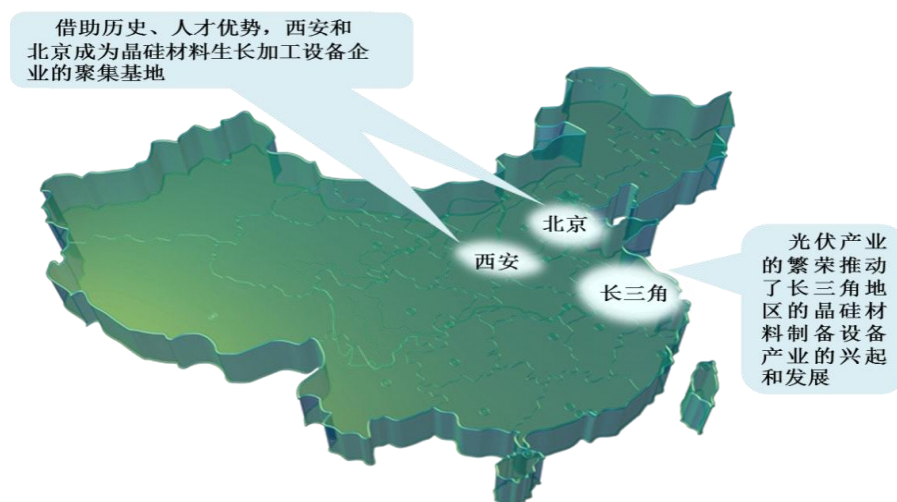 借助历史、人才优势，西安和
北京成为晶硅材料生长加工设备企
业的聚集基地
北京
西安
长三角
光伏产业
的繁荣推动
了长三角地
区的晶硅材
料制备设备
产业的兴起
和发展